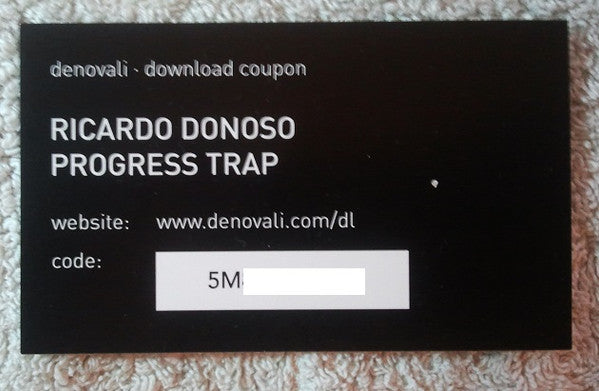 denovali · download coupon
RICARDO DONOSO
PROGRESS TRAP
website: www.denovali.com/dl
code: 5M